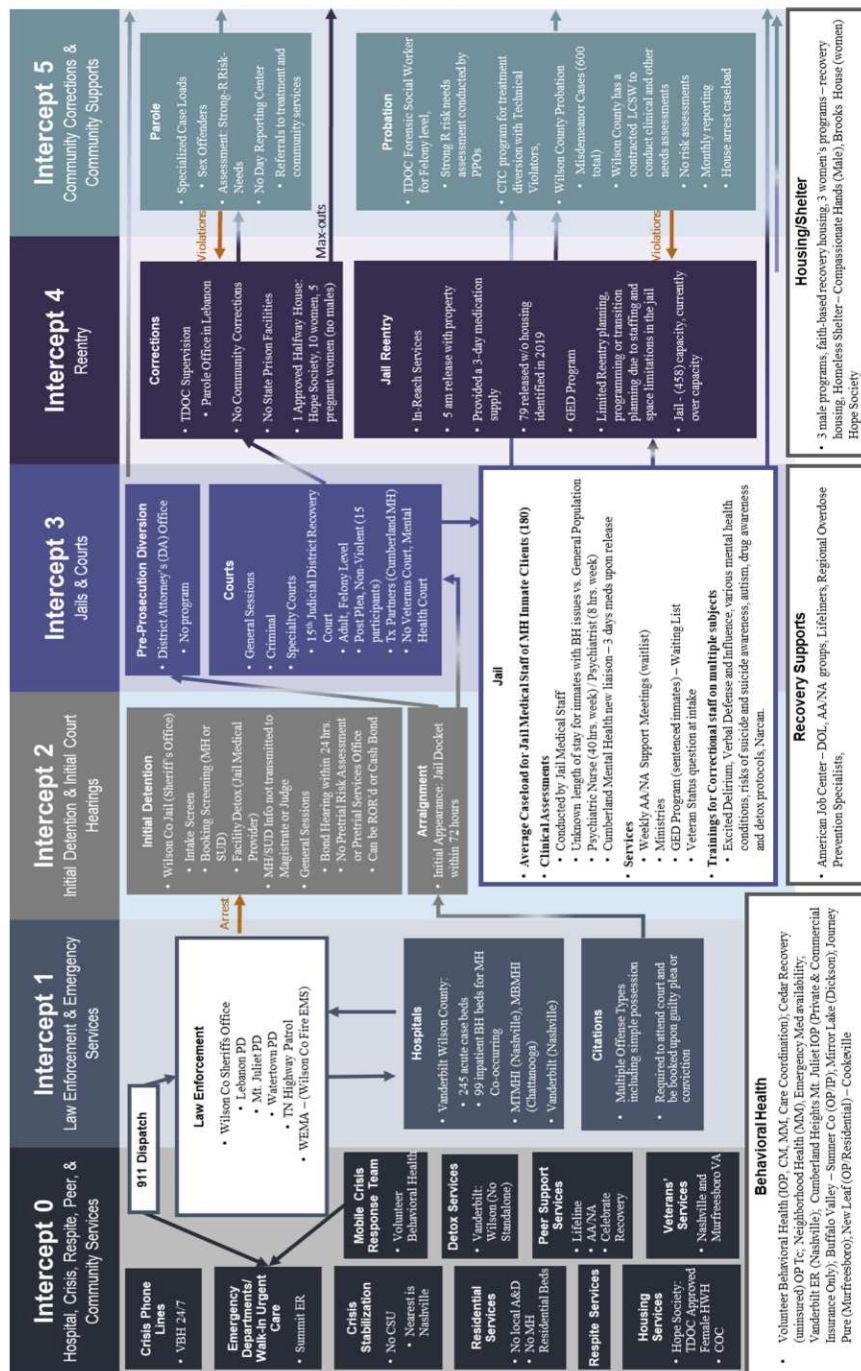 Intercept 0
Hospital, Crisis, Respite, Peer, &
Community Services
Intercept 1
Law Enforcement & Emergency
Services
Intercept 2
Initial Detention & Initial Court
Hearings
Intercept 3
Jails & Courts
Intercept 4
Reentry
Intercept 5
Community Corrections &
Community Supports
911 Dispatch
Crisis Phone
Lines
• VBH 24/7
Emergency
Departments/
Walk-In Urgent
Care
• Summit ER
Crisis
Stabilization
• No CSU
• Nearest is
Nashville
Residential
Services
• No local A&D
• No MH
Residential Beds
Respite Services
Housing
Services
• Hope Society:
TDOC Approved
Female HWH
• COC
Mobile Crisis
Response Team
• Volunteer
Behavioral Health
Detox Services
• Vanderbilt:
Wilson (No
Standalone)
Peer Support
Services
• Lifeline
• AA/NA
• Celebrate
Recovery
Veterans'
Services
• Nashville and
Murfreesboro VA
Law Enforcement
• Wilson Co Sheriffs Office
• Lebanon PD
• Mt. Juliet PD
• Watertown PD
• TN Highway Patrol
• WEMA – (Wilson Co Fire EMS)
Arrest
Hospitals
• Vanderbilt Wilson County:
• 245 acute case beds
• 99 inpatient BH beds for MH
Co-occurring
• MTMHI (Nashville), MBMHI
(Chattanooga)
• Vanderbilt (Nashville)
Citations
• Multiple Offense Types
including simple possession
• Required to attend court and
be booked upon guilty plea or
conviction
Initial Detention
• Wilson Co Jail (Sheriff's Office)
• Intake Screen
• Booking Screening (MH or
SUD)
• Facility Detox (Jail Medical
Provider)
• MH/SUD Info not transmitted to
Magistrate or Judge
• General Sessions
• Bond Hearing within 24 hrs.
• No Pretrial Risk Assessment
or Pretrial Services Office
• Can be ROR'd or Cash Bond
Arraignment
• Initial Appearance: Jail Docket
within 72 hours
Pre-Prosecution Diversion
• District Attorney's (DA) Office
• No program
Courts
• General Sessions
• Criminal
• Specialty Courts
• 15th Judicial District Recovery
Court
• Adult, Felony Level
• Post Plea, Non-Violent (15
participants)
• Tx Partners (Cumberland MH)
• No Veterans Court, Mental
Health Court
Jail
• Average Caseload for Jail Medical Staff of MH Inmate Clients (180)
• Clinical Assessments
• Conducted by Jail Medical Staff
• Unknown length of stay for inmates with BH issues vs. General Population
• Psychiatric Nurse (40 hrs. week) / Psychiatrist (8 hrs. week)
• Cumberland Mental Health new liaison – 3 days meds upon release
• Services
• Weekly AA/NA Support Meetings (waitlist)
• Ministries
• GED Program (sentenced inmates) – Waiting List
• Veteran Status question at intake
• Trainings for Correctional staff on multiple subjects
• Excited Delirium, Verbal Defense and Influence, various mental health
conditions, risks of suicide and suicide awareness, autism, drug awareness
and detox protocols, Narcan.
Corrections
• TDOC Supervision
• Parole Office in Lebanon
• No Community Corrections
• No State Prison Facilities
• 1 Approved Halfway House:
Hope Society, 10 women, 5
pregnant women (no males)
Jail Reentry
• In-Reach Services
• 5 am release with property
• Provided a 3-day medication
supply
• 79 released w/o housing
identified in 2019
• GED Program
• Limited Reentry planning,
programming or transition
planning due to staffing and
space limitations in the jail
• Jail - (458) capacity, currently
over capacity
Violations
Max-outs
Violations
Parole
• Specialized Case Loads
• Sex Offenders
• Assessment: Strong-R Risk-
Needs
• No Day Reporting Center
• Referrals to treatment and
community services
Probation
• TDOC Forensic Social Worker
for Felony level,
• Strong R risk needs
assessment conducted by
PPOs
• CTC program for treatment
diversion with Technical
Violators,
• Wilson County Probation
• Misdemeanor Cases (600
total)
• Wilson County has a
contracted LCSW to
conduct clinical and other
needs assessments
• No risk assessments
• Monthly reporting
• House arrest caseload
Behavioral Health
• Volunteer Behavioral Health (IOP, CM, MM, Care Coordination); Cedar Recovery
(uninsured) OP Tc; Neighborhood Health (MM), Emergency Med availability;
Vanderbilt ER (Nashville); Cumberland Heights Mt. Juliet IOP (Private & Commercial
Insurance Only); Buffalo Valley – Sumner Co (OP/IP); Mirror Lake (Dickson); Journey
Pure (Murfreesboro); New Leaf (OP/Residential) – Cookeville
Recovery Supports
• American Job Center – DOL, AA/NA groups, Lifeliners, Regional Overdose
Prevention Specialists,
Housing/Shelter
• 3 male programs, faith-based recovery housing, 3 women's programs – recovery
housing, Homeless Shelter – Compassionate Hands (Male), Brooks House (women)
Hope Society